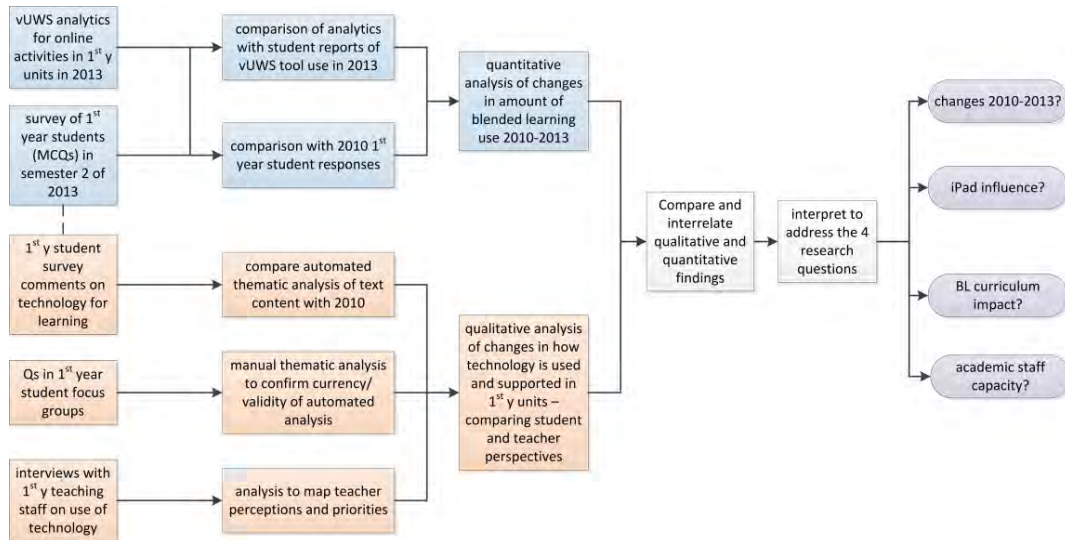 vUWS analytics
for online
activities in 1st y
units in 2013
comparison of analytics
with student reports of
vUWS tool use in 2013
survey of 1st
year students
(MCQs) in
semester 2 of
2013
comparison with 2010 1st
year student responses
quantitative
analysis of changes
in amount of
blended learning
use 2010-2013
1st y student
survey
comments on
technology for
learning
compare automated
thematic analysis of text
content with 2010
Qs in 1st year
student focus
groups
manual thematic analysis
to confirm currency/
validity of automated
analysis
interviews with
1st y teaching
staff on use of
technology
analysis to map teacher
perceptions and priorities
qualitative analysis
of changes in how
technology is used
and supported in
1st y units –
comparing student
and teacher
perspectives
Compare and
interrelate
qualitative and
quantitative
findings
interpret to
address the 4
research
questions
changes 2010-2013?
iPad influence?
BL curriculum
impact?
academic staff
capacity?